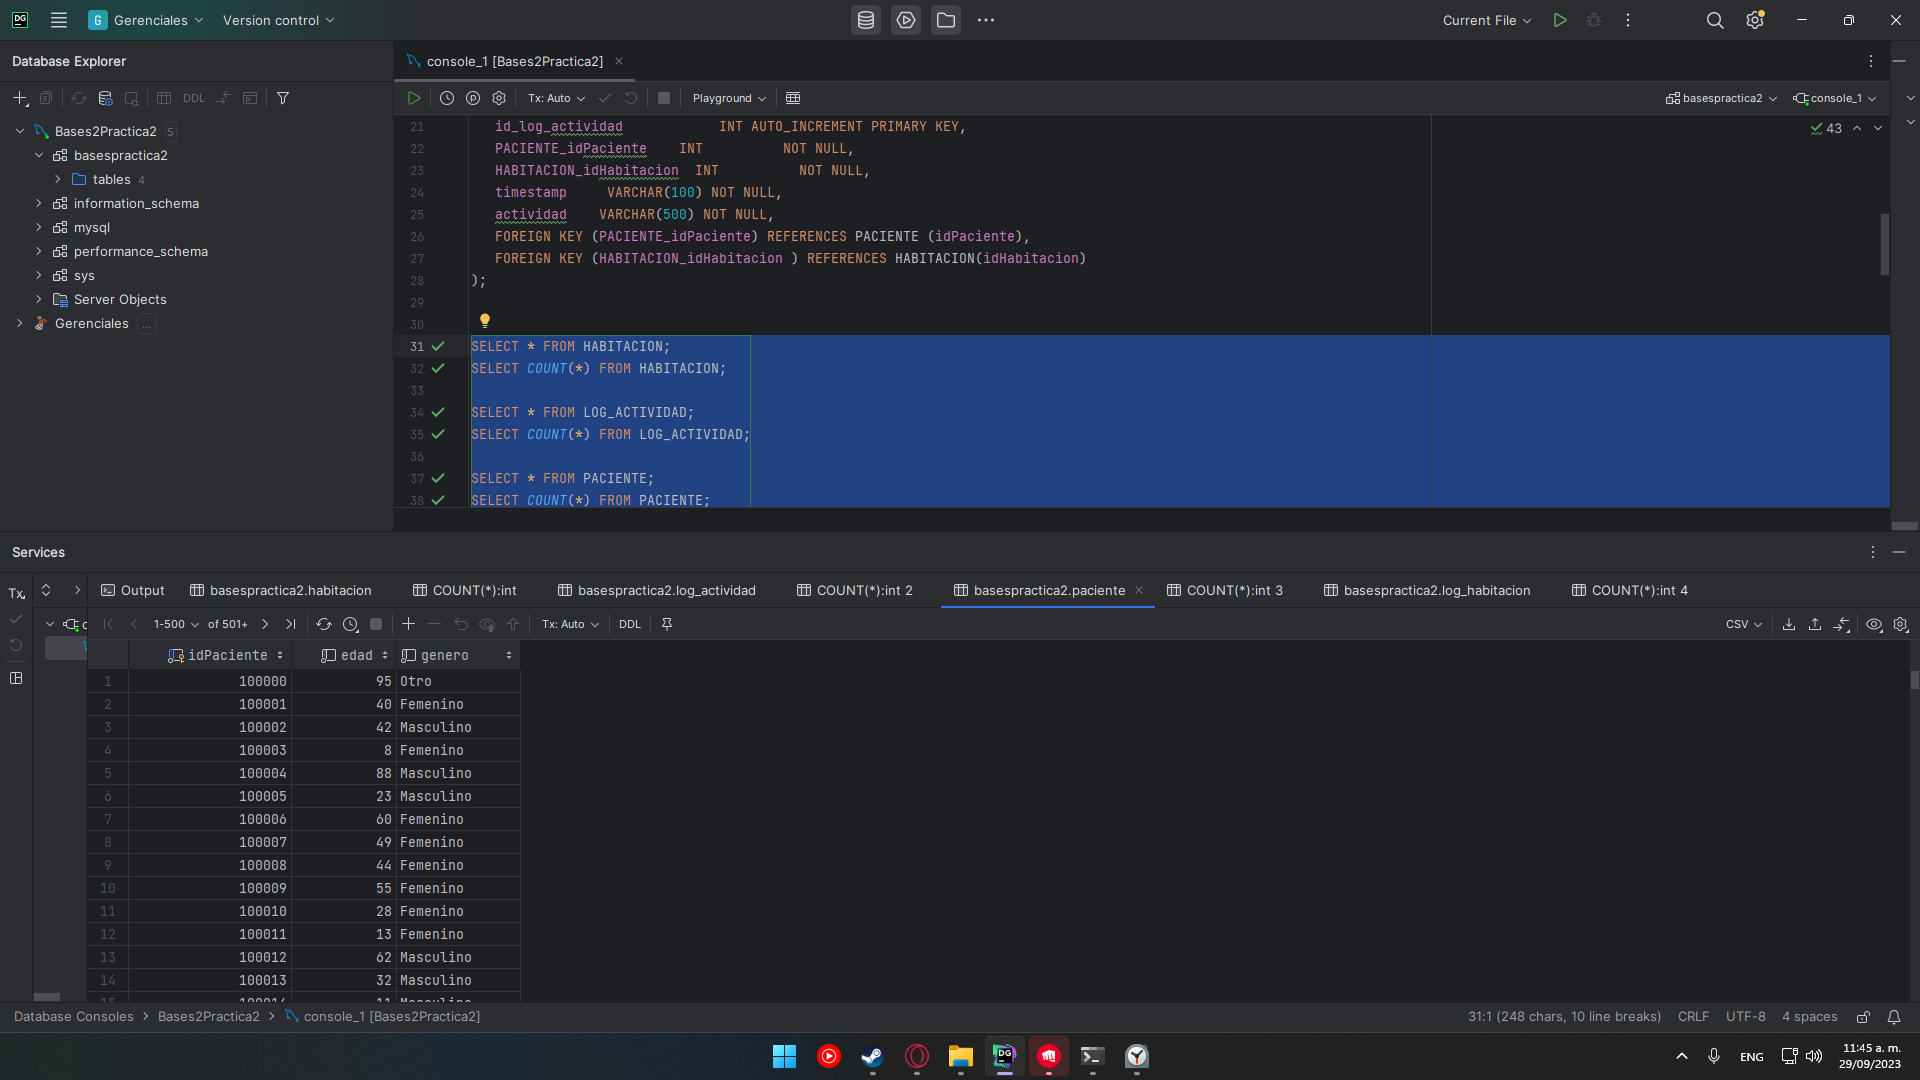 DG G Gerenciales Version control Current File
Database Explorer
console_1 [Bases2Practica2]
DDL
Tx: Auto Playground basespractica2 console_1
Bases2Practica2 5
basespractica2
tables 4
information_schema
mysql
performance_schema
sys
Server Objects
Gerenciales ...
43
21 id_log_actividad INT AUTO_INCREMENT PRIMARY KEY,
22 PACIENTE_idPaciente INT NOT NULL,
23 HABITACION_idHabitacion INT NOT NULL,
24 timestamp VARCHAR(100) NOT NULL,
25 actividad VARCHAR(500) NOT NULL,
26 FOREIGN KEY (PACIENTE_idPaciente) REFERENCES PACIENTE (idPaciente),
27 FOREIGN KEY (HABITACION_idHabitacion ) REFERENCES HABITACION(idHabitacion)
28 );
29
30
31 SELECT * FROM HABITACION;
32 SELECT COUNT(*) FROM HABITACION;
33
34 SELECT * FROM LOG_ACTIVIDAD;
35 SELECT COUNT(*) FROM LOG_ACTIVIDAD;
36
37 SELECT * FROM PACIENTE;
38 SELECT COUNT(*) FROM PACIENTE;
Services
Tx Output basespractica2.habitacion COUNT(*):int basespractica2.log_actividad COUNT(*):int 2 basespractica2.paciente COUNT(*):int 3 basespractica2.log_habitacion COUNT(*):int 4
1-500 of 501+ Tx: Auto DDL CSV
idPaciente edad genero
1 100000 95 Otro
2 100001 40 Femenino
3 100002 42 Masculino
4 100003 8 Femenino
5 100004 88 Masculino
6 100005 23 Masculino
7 100006 60 Femenino
8 100007 49 Femenino
9 100008 44 Femenino
10 100009 55 Femenino
11 100010 28 Femenino
12 100011 13 Femenino
13 100012 62 Masculino
14 100013 32 Masculino
15 100014 11 Masculino
Database Consoles > Bases2Practica2 > console_1 [Bases2Practica2] 31:1 (248 chars, 10 line breaks) CRLF UTF-8 4 spaces
DG
ENG
11:45 a. m.
29/09/2023